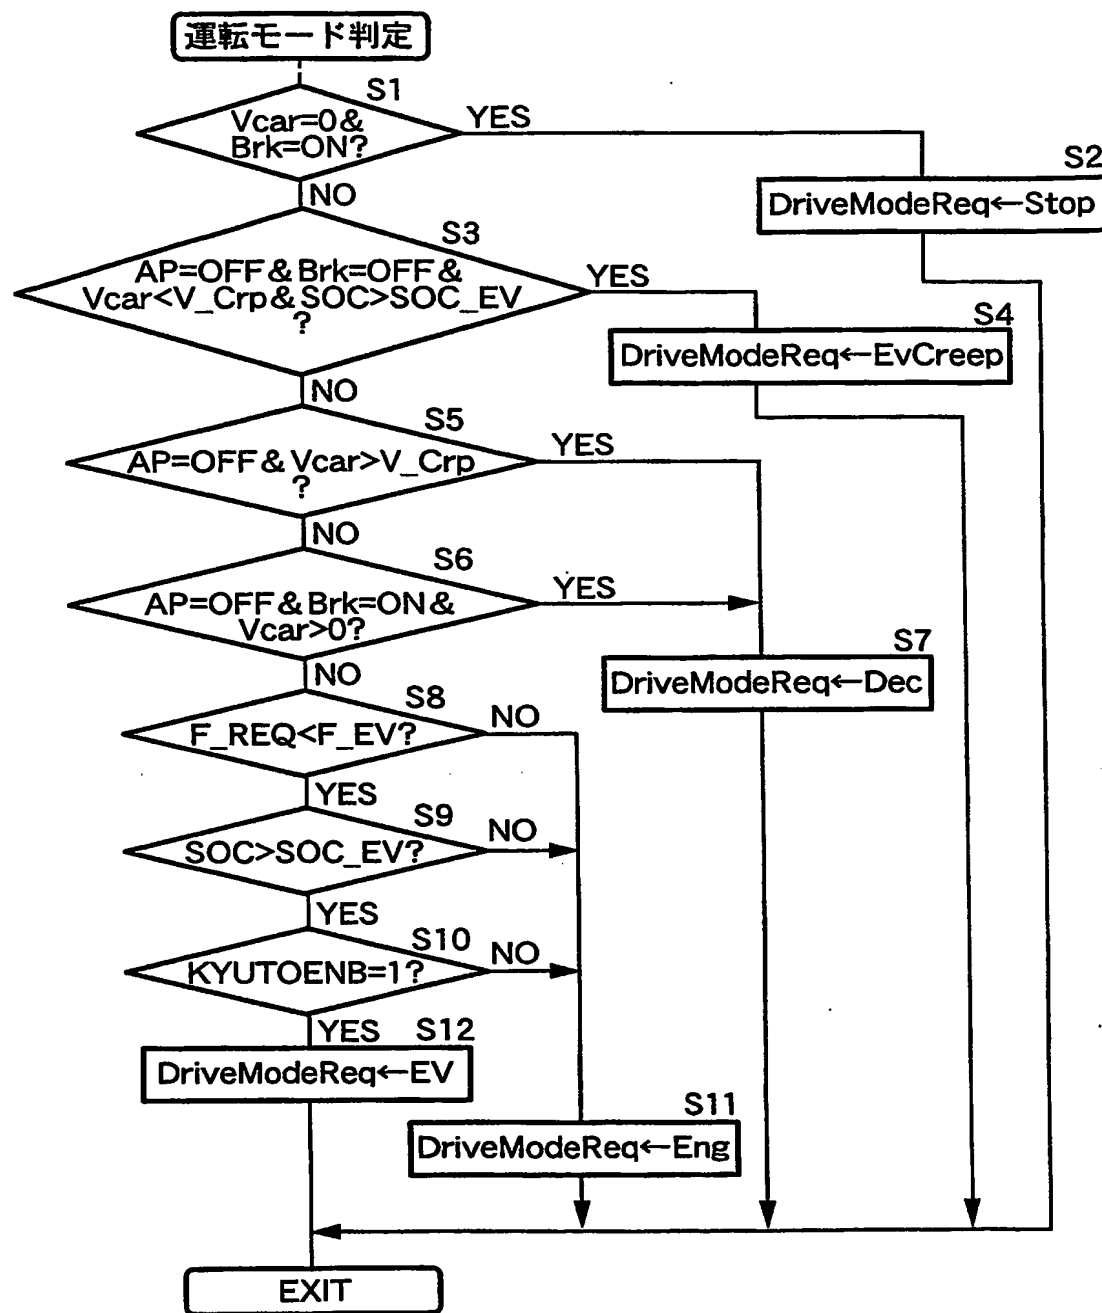 運転モード判定
S1
Vcar=0&
Brk=ON?
YES
NO
S2
DriveModeReq←Stop
S3
AP=OFF&Brk=OFF&
Vcar<V_Crp&SOC>SOC_EV
?
YES
NO
S4
DriveModeReq←EvCreep
S5
AP=OFF&Vcar>V_Crp
?
YES
NO
S6
AP=OFF&Brk=ON&
Vcar>0?
YES
NO
S7
DriveModeReq←Dec
S8
F_REQ<F_EV?
NO
YES
S9
SOC>SOC_EV?
NO
YES
S10
KYUTOENB=1?
NO
YES
S12
DriveModeReq←EV
S11
DriveModeReq←Eng
EXIT